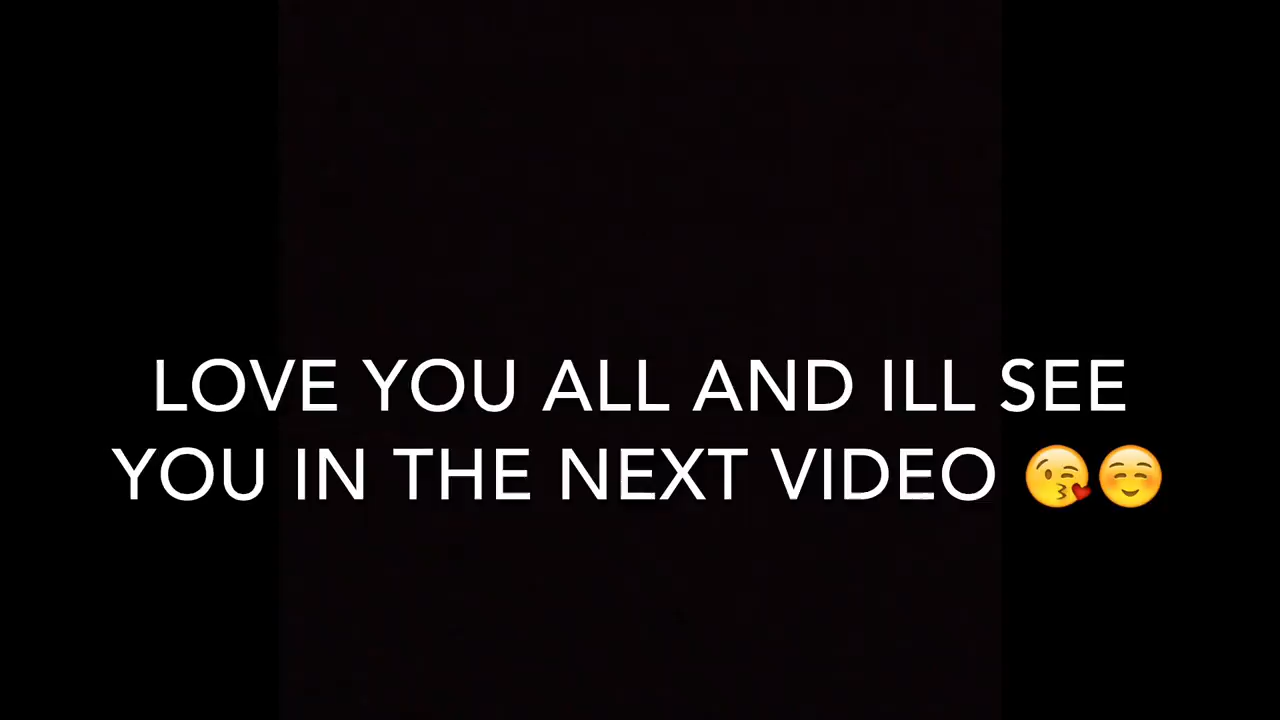 LOVE YOU ALL AND ILL SEE
YOU IN THE NEXT VIDEO 😘☺️